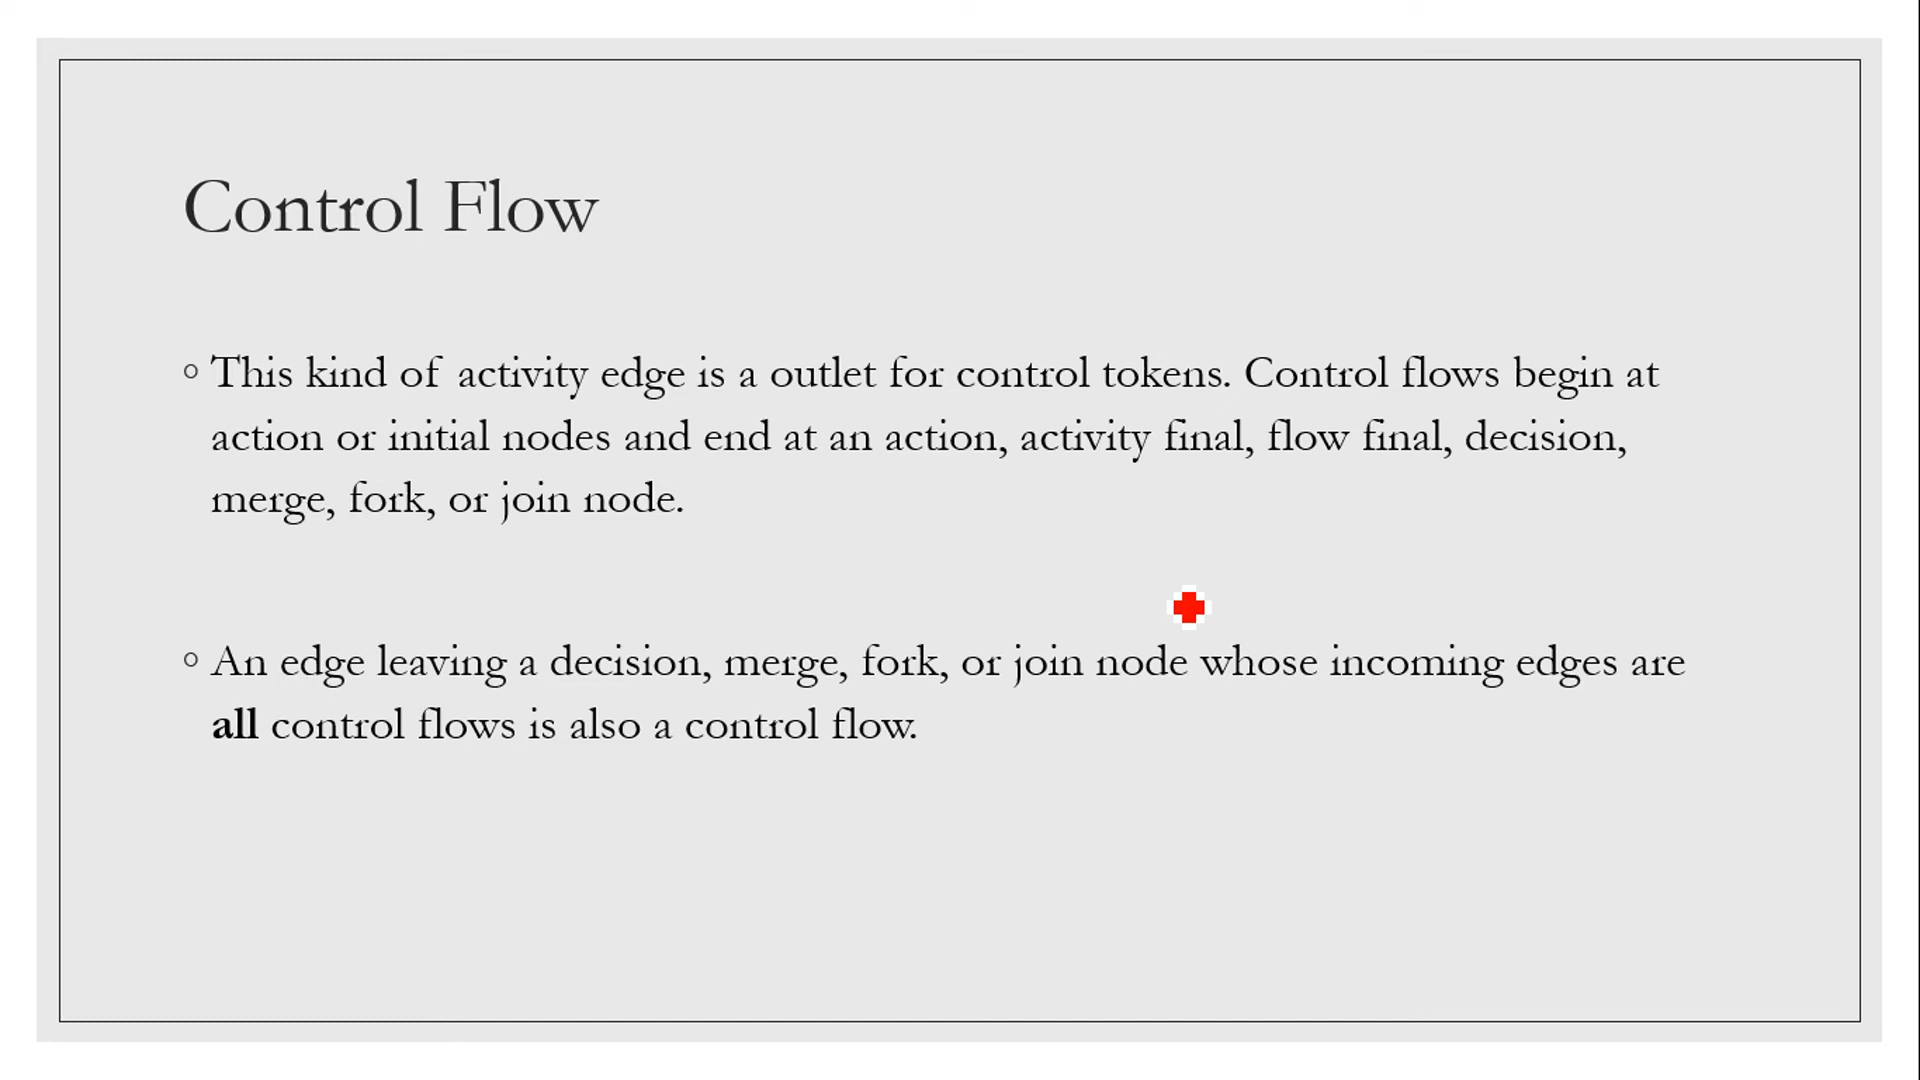 Control Flow
◦ This kind of activity edge is a outlet for control tokens. Control flows begin at
action or initial nodes and end at an action, activity final, flow final, decision,
merge, fork, or join node.
◦ An edge leaving a decision, merge, fork, or join node whose incoming edges are
all control flows is also a control flow.